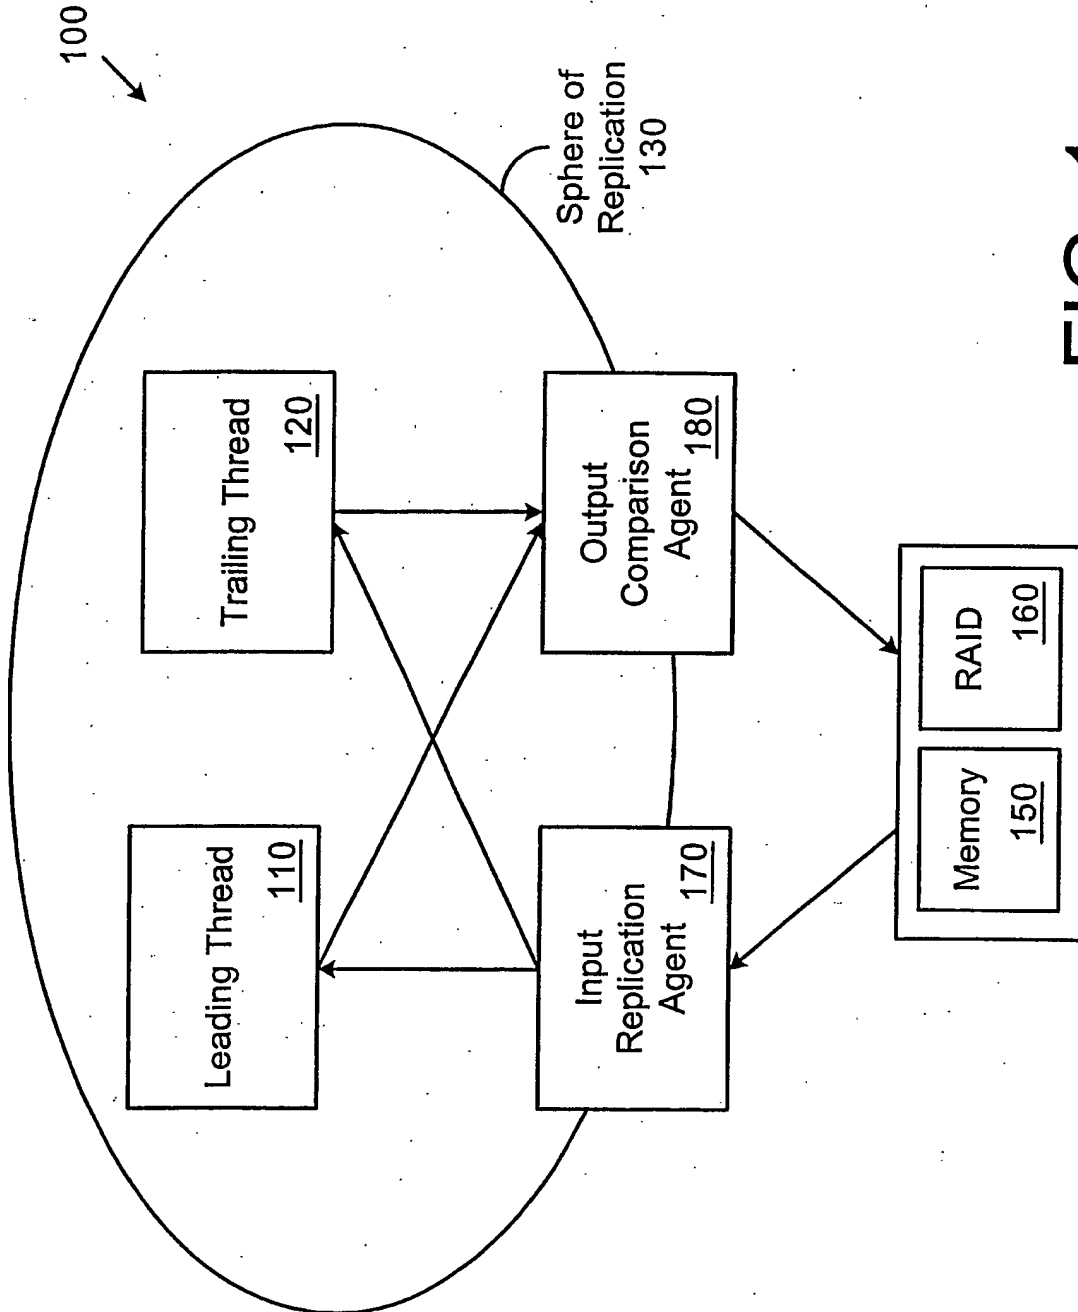 100
Sphere of
Replication
130
Leading Thread
110
Trailing Thread
120
Input
Replication
Agent
170
Output
Comparison
Agent
180
Memory
150
RAID
160
FIG.